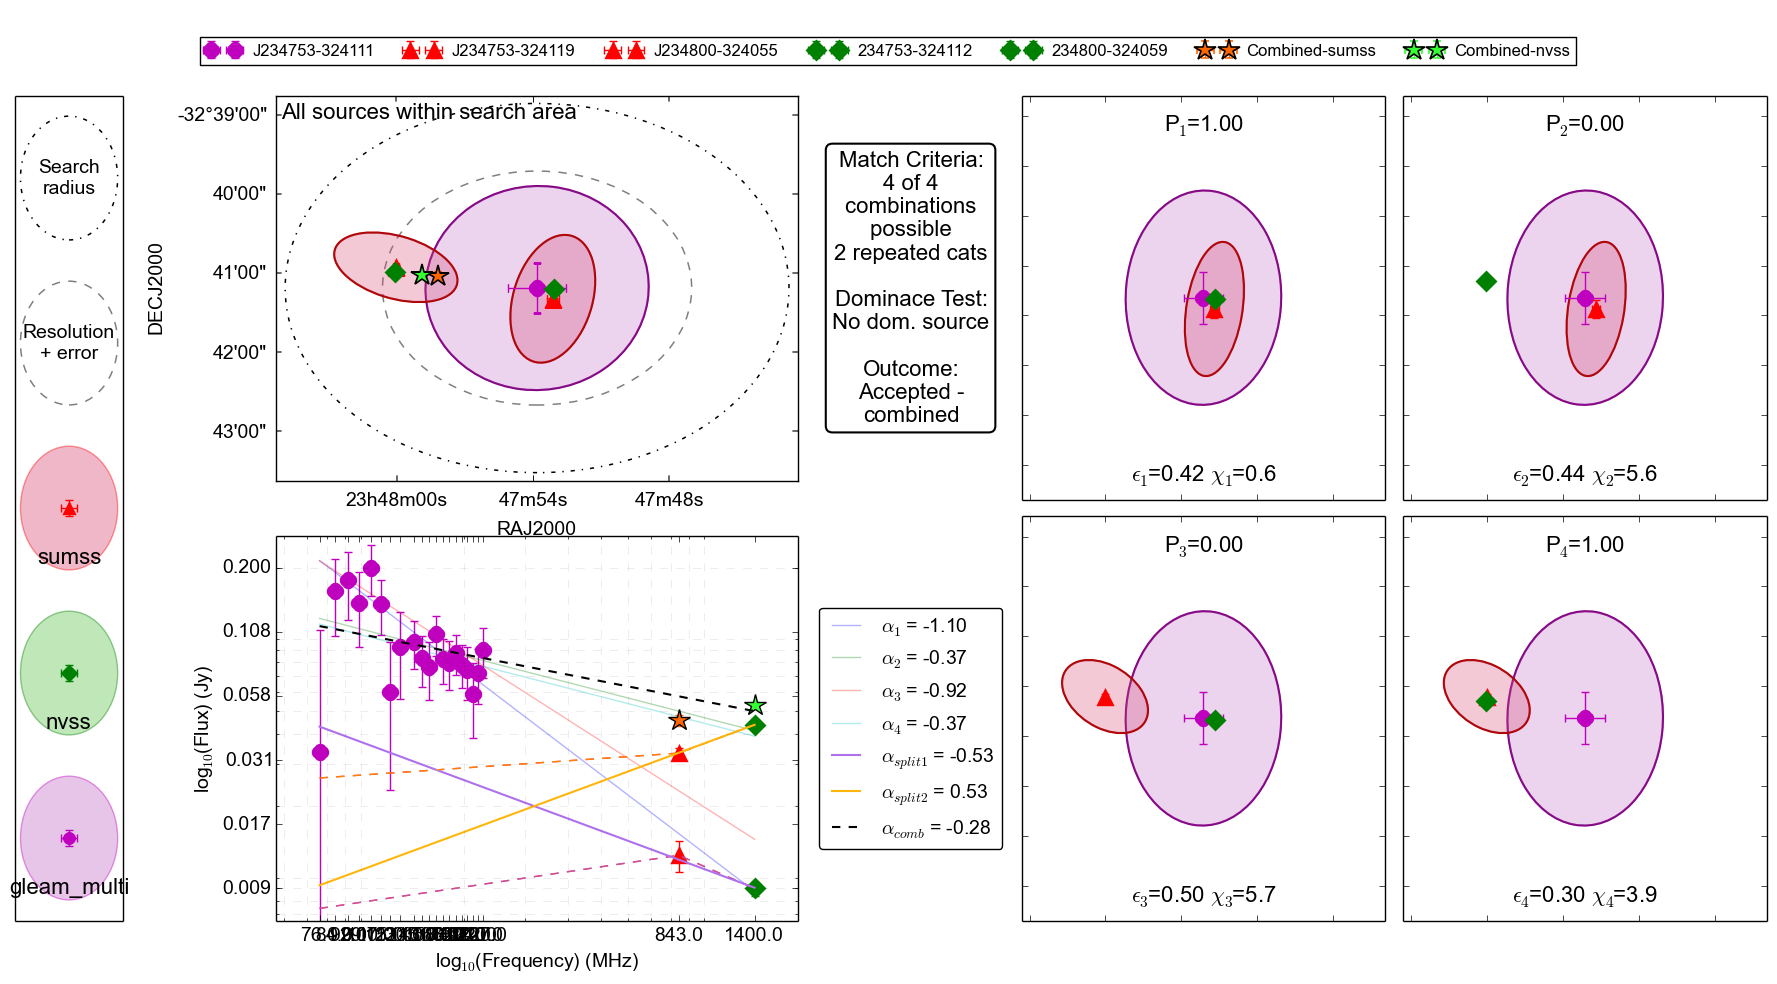 J234753-324111 J234753-324119 J234800-324055 234753-324112 234800-324059 Combined-sumss Combined-nvss
Search
radius
Resolution
+ error
sumss
nvss
gleam_multi
All sources within search area
-32°39'00"
40'00"
41'00"
42'00"
43'00"
DECJ2000
23h48m00s 47m54s 47m48s
RAJ2000
Match Criteria:
4 of 4
combinations
possible
2 repeated cats
Dominace Test:
No dom. source
Outcome:
Accepted -
combined
P1=1.00
ϵ1=0.42 χ1=0.6
P2=0.00
ϵ2=0.44 χ2=5.6
0.200
0.108
0.058
0.031
0.017
0.009
log10(Flux) (Jy)
843.0 1400.0
log10(Frequency) (MHz)
α1 = -1.10
α2 = -0.37
α3 = -0.92
α4 = -0.37
αsplit1 = -0.53
αsplit2 = 0.53
αcomb = -0.28
P3=0.00
ϵ3=0.50 χ3=5.7
P4=1.00
ϵ4=0.30 χ4=3.9